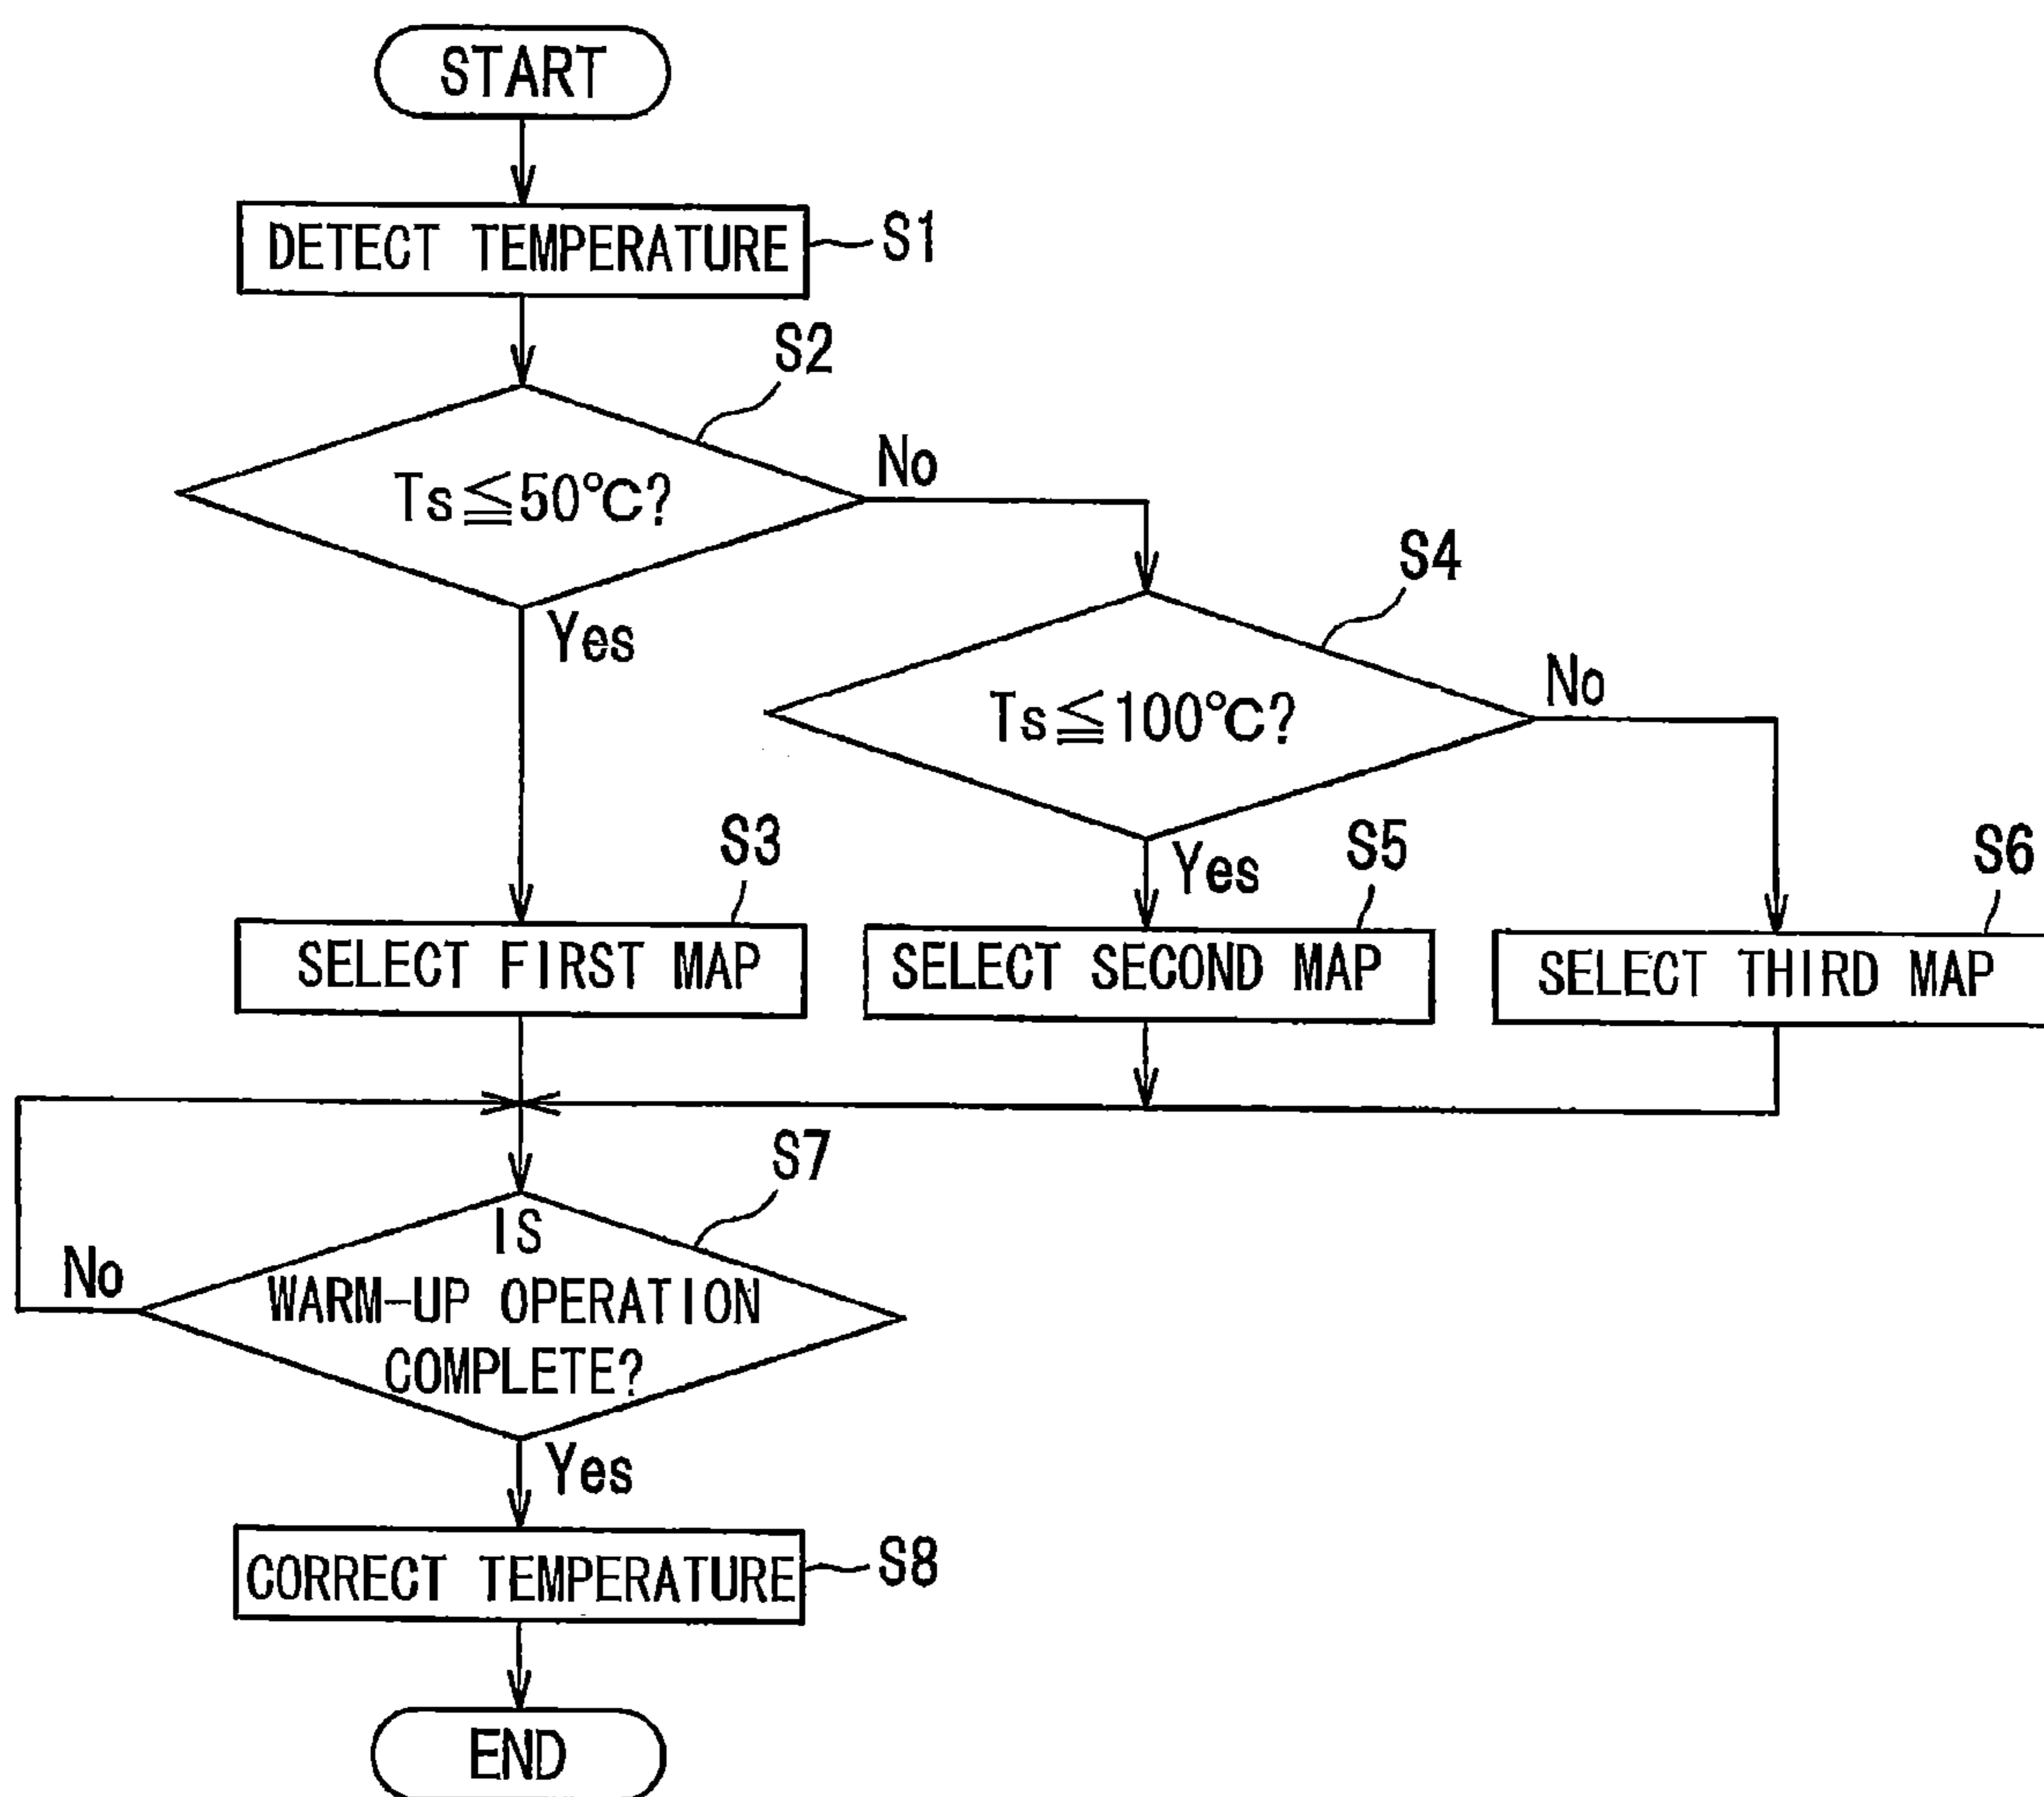 START
DETECT TEMPERATURE
S1
S2
Ts≦50℃?
No
Yes
S4
Ts≦100℃?
No
Yes
S3
SELECT FIRST MAP
S5
SELECT SECOND MAP
S6
SELECT THIRD MAP
S7
IS
WARM-UP OPERATION
COMPLETE?
No
Yes
CORRECT TEMPERATURE
S8
END